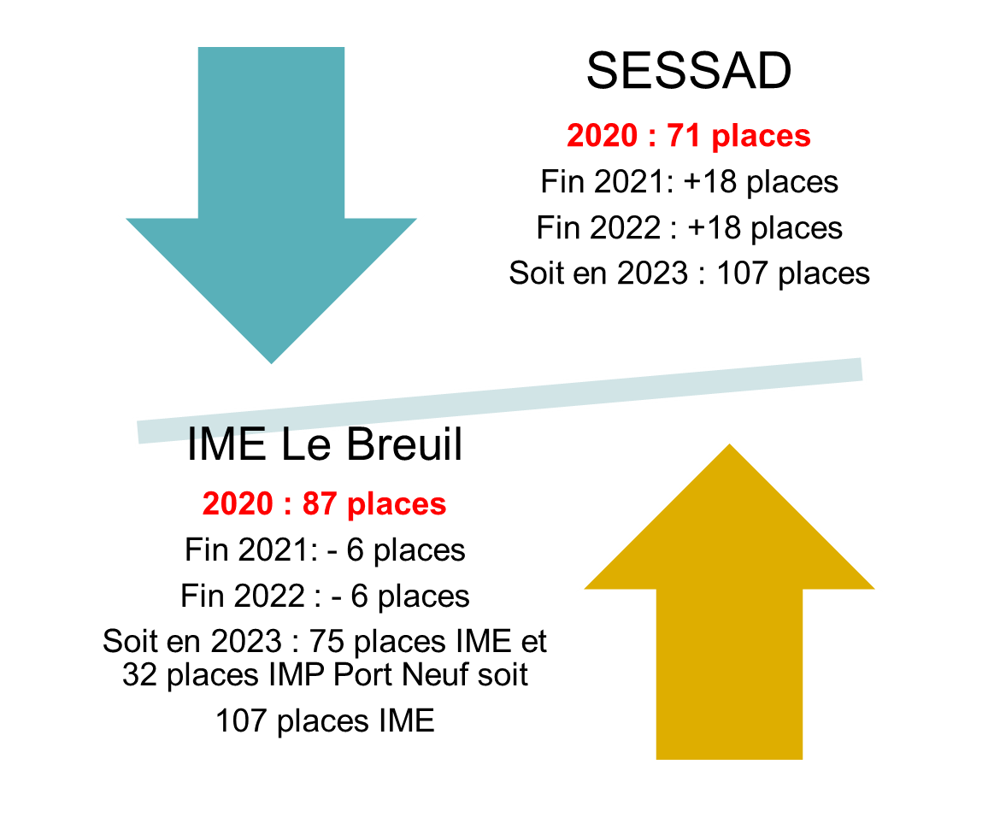 SESSAD
2020 : 71 places
Fin 2021: +18 places
Fin 2022 : +18 places
Soit en 2023 : 107 places
IME Le Breuil
2020 : 87 places
Fin 2021: - 6 places
Fin 2022 : - 6 places
Soit en 2023 : 75 places IME et
32 places IMP Port Neuf soit
107 places IME